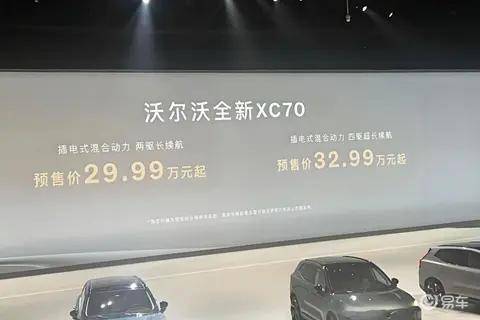 沃尔沃全新XC70
插电式混合动力 两驱长续航
预售价29.99万元起
插电式混合动力 四驱超长续航
预售价32.99万元起
易车